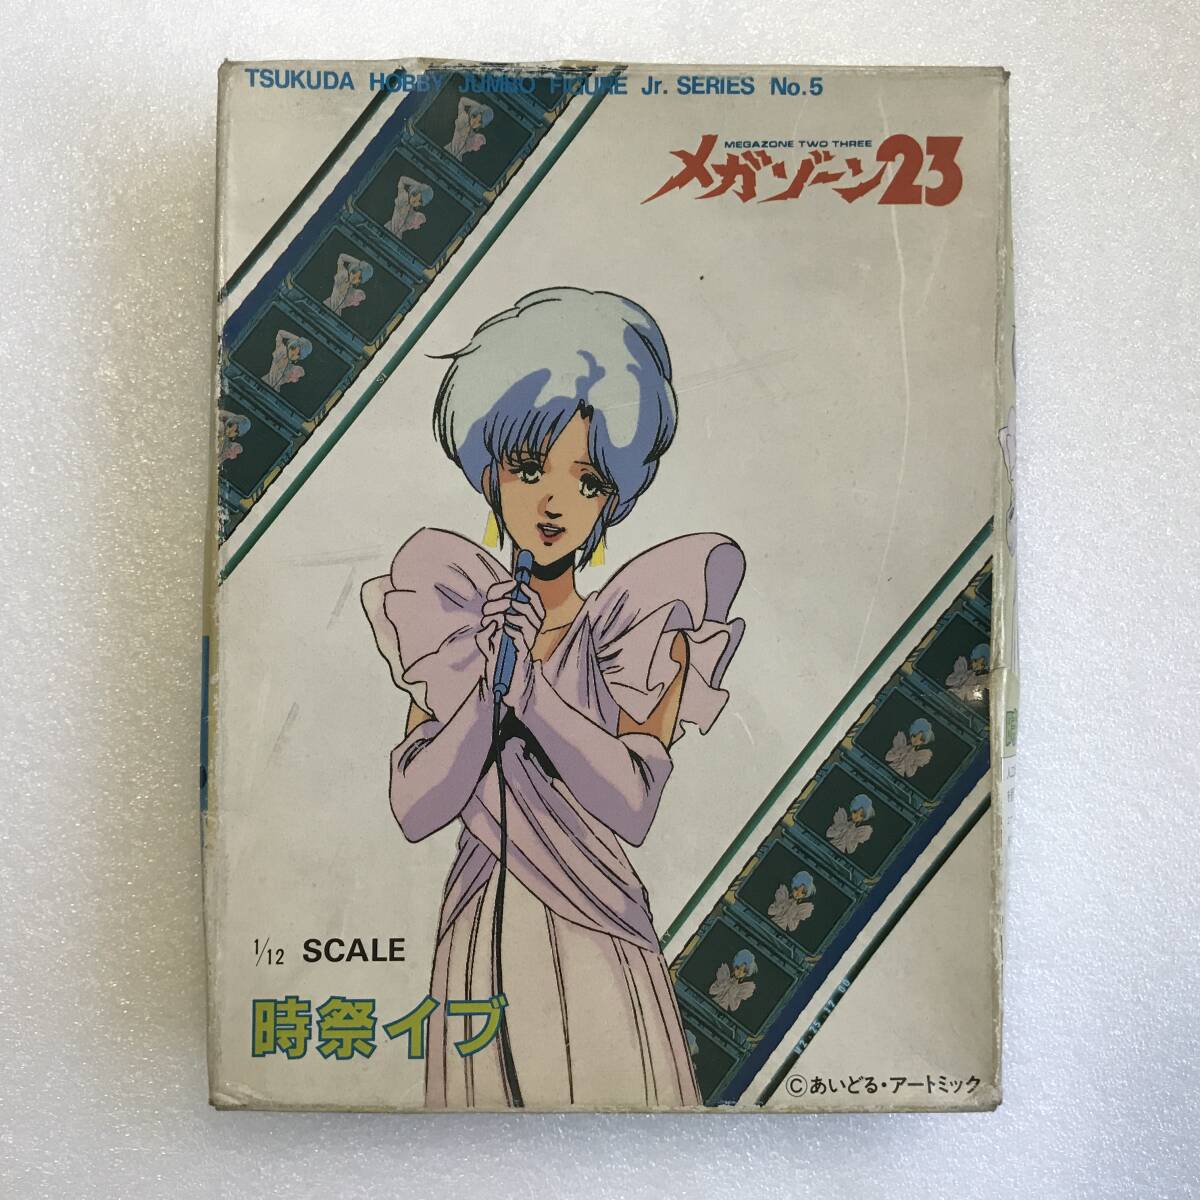 TSUKUDA HOBBY JUMBO FIGURE Jr. SERIES No.5
MEGAZONE TWO THREE
メガゾーン23
1/12 SCALE
時祭イブ
©あいどる・アートミック